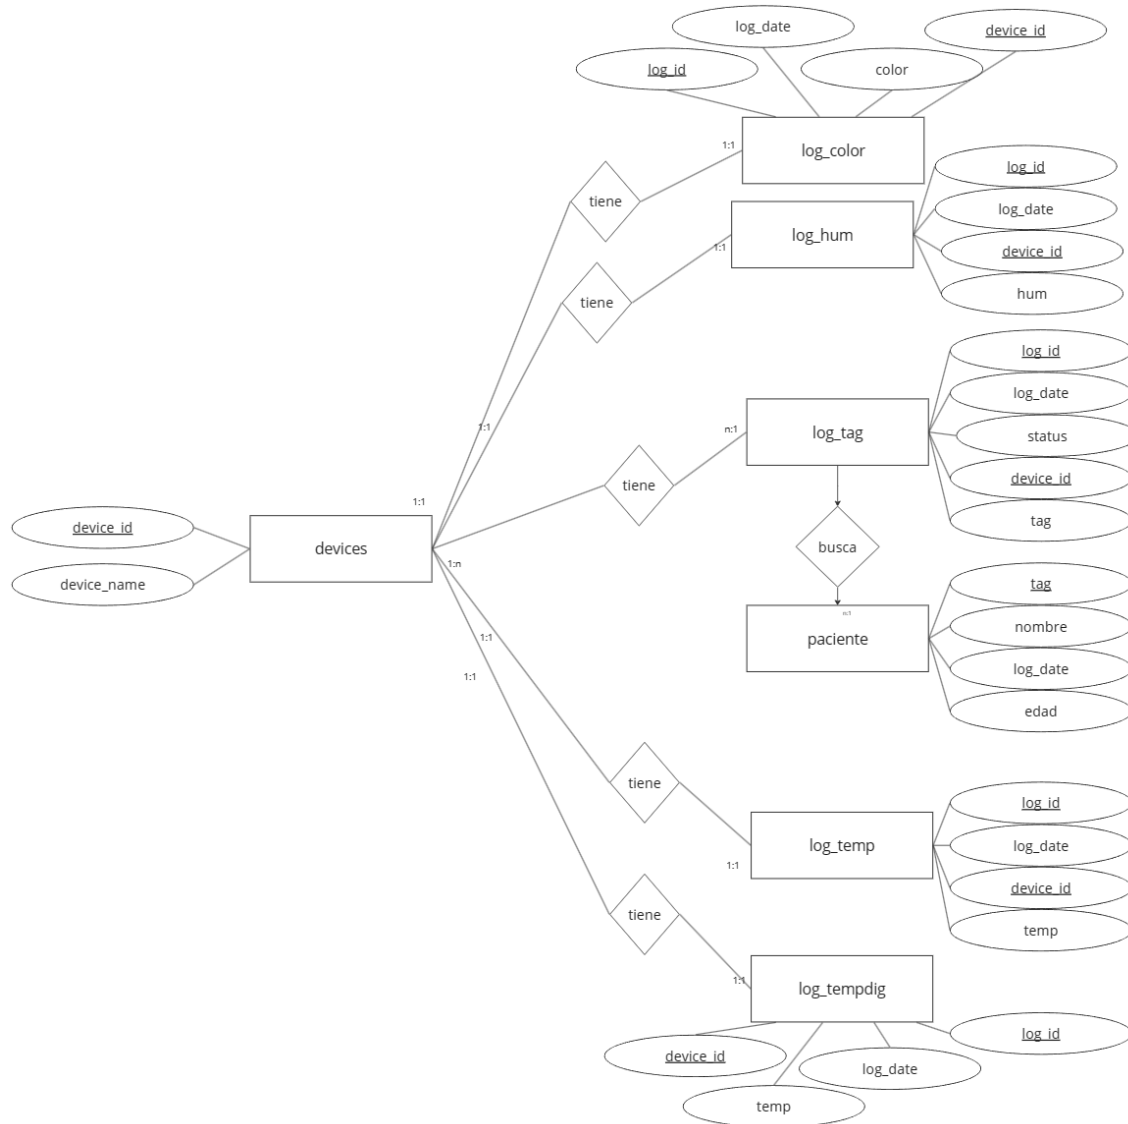 log_date
device_id
log_id
color
log_color
1:1
log_id
tiene
log_date
log_hum
1:1
device_id
tiene
hum
log_id
log_date
1:1
n:1
log_tag
status
tiene
device_id
1:1
tag
device_id
devices
busca
1:n
device_name
tag
n:1
nombre
1:1
paciente
log_date
1:1
edad
tiene
log_id
log_temp
log_date
1:1
device_id
tiene
temp
1:1
log_tempdig
log_id
device_id
log_date
temp